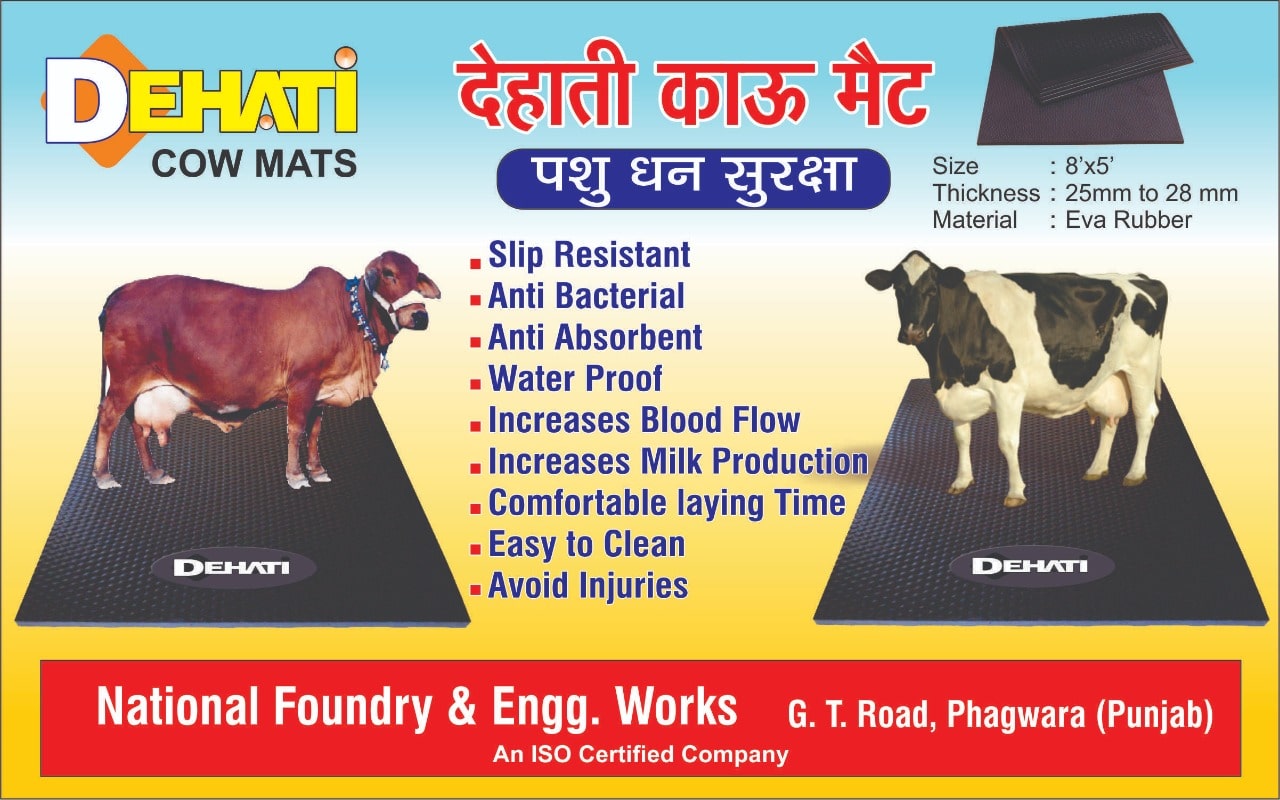 DEHATi
COW MATS
देहाती काऊ मैट
पशु धन सुरक्षा
Size : 8’x5’
Thickness : 25mm to 28 mm
Material : Eva Rubber
Slip Resistant
Anti Bacterial
Anti Absorbent
Water Proof
Increases Blood Flow
Increases Milk Production
Comfortable laying Time
Easy to Clean
Avoid Injuries
DEHATi
DEHATi
National Foundry & Engg. Works G. T. Road, Phagwara (Punjab)
An ISO Certified Company